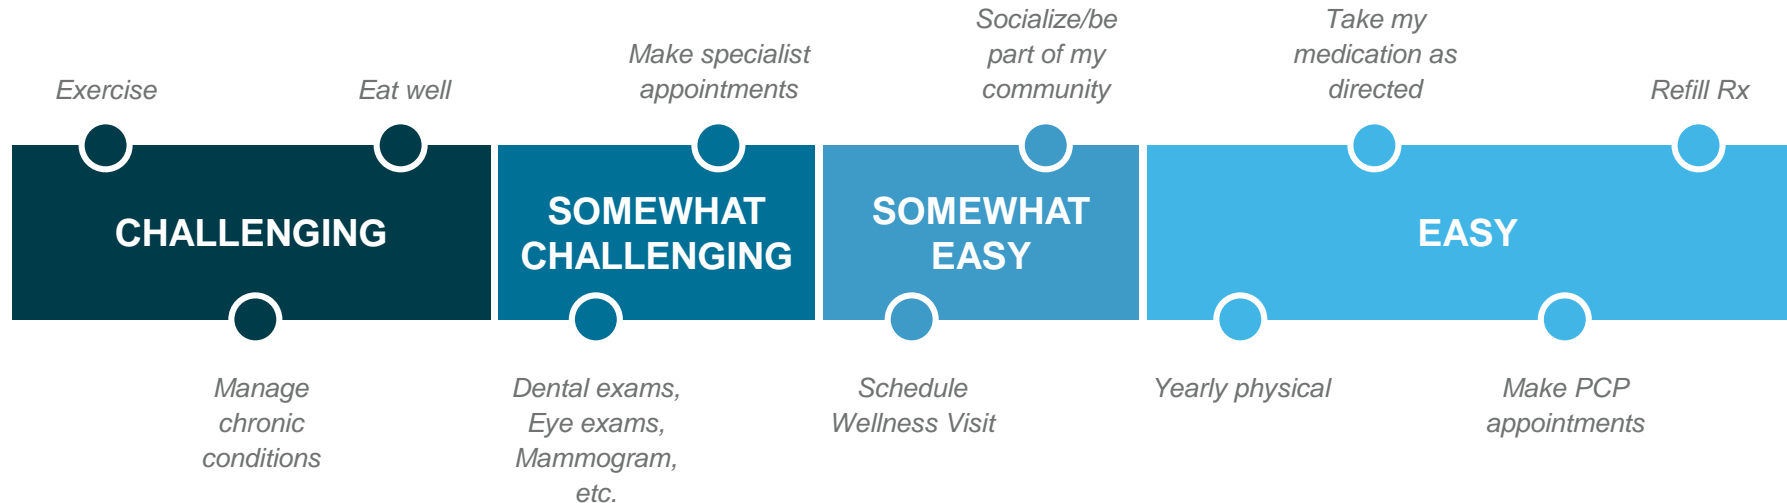 Exercise
Eat well
Make specialist
appointments
Socialize/be
part of my
community
Take my
medication as
directed
Refill Rx
CHALLENGING
SOMEWHAT
CHALLENGING
SOMEWHAT
EASY
EASY
Manage
chronic
conditions
Dental exams,
Eye exams,
Mammogram,
etc.
Schedule
Wellness Visit
Yearly physical
Make PCP
appointments